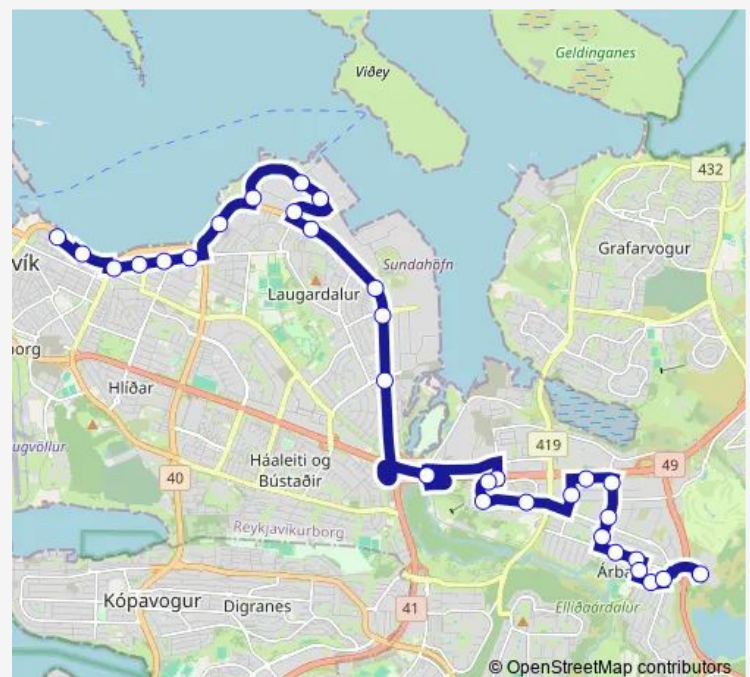 Geldinganes
Viðey
432
vík
Sundahöfn
Grafarvogur
Laugardalur
org
Hlíðar
ugvöllur
419
Háaleiti og
Bústaðir
49
40
Reykjavíkurborg
Árba
Kópavogur
Digranes
41
Elliðaárdalur
© OpenStreetMap contributors